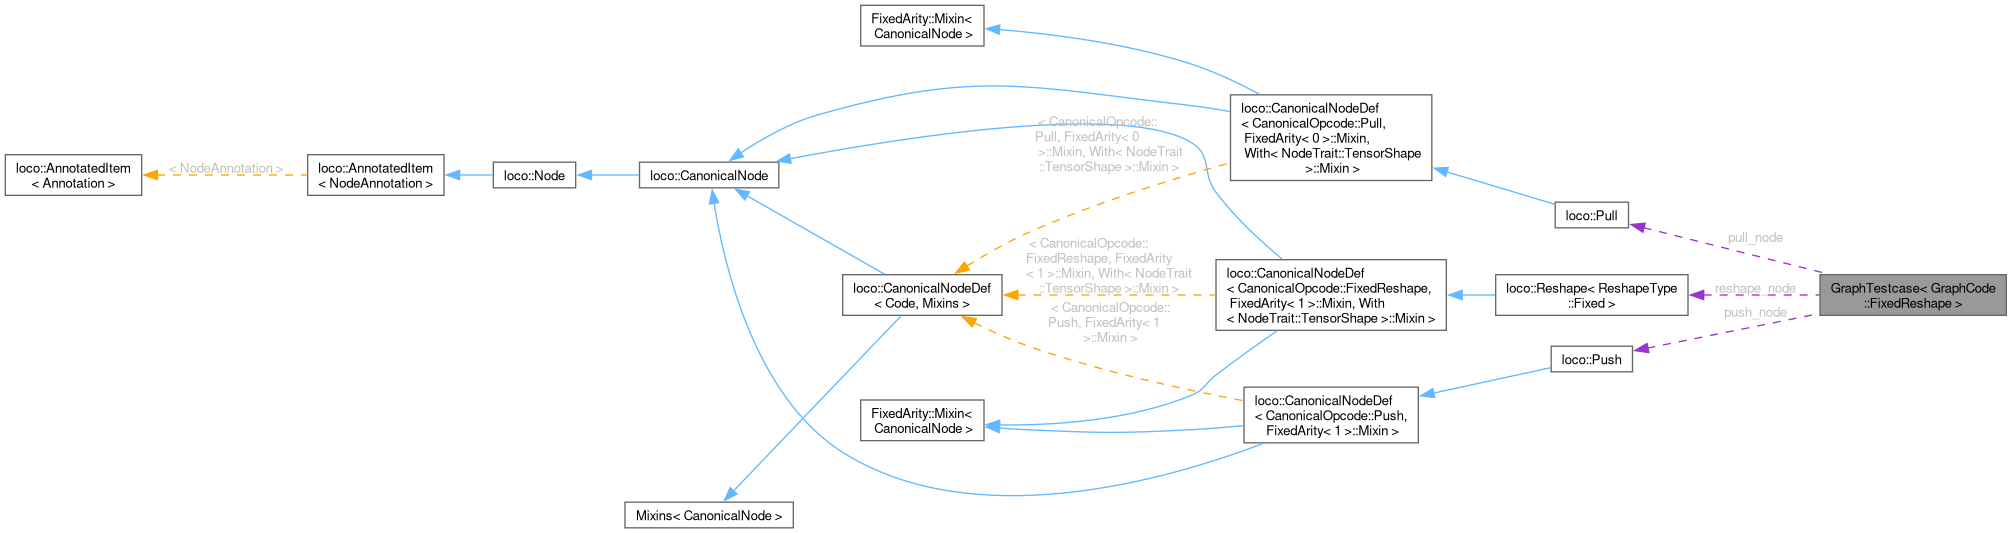 FixedArity::Mixin<
CanonicalNode >
loco::CanonicalNodeDef
< CanonicalOpcode::Pull,
FixedArity< 0 >::Mixin,
With< NodeTrait::TensorShape
>::Mixin >
< CanonicalOpcode::
Pull, FixedArity< 0
>::Mixin, With< NodeTrait
::TensorShape >::Mixin >
loco::AnnotatedItem
< Annotation >
< NodeAnnotation >
loco::AnnotatedItem
< NodeAnnotation >
loco::Node
loco::CanonicalNode
loco::Pull
pull_node
< CanonicalOpcode::
FixedReshape, FixedArity
< 1 >::Mixin, With< NodeTrait
::TensorShape >::Mixin >
loco::CanonicalNodeDef
< Code, Mixins >
loco::CanonicalNodeDef
< CanonicalOpcode::FixedReshape,
FixedArity< 1 >::Mixin, With
< NodeTrait::TensorShape >::Mixin >
loco::Reshape< ReshapeType
::Fixed >
reshape_node
GraphTestcase< GraphCode
::FixedReshape >
push_node
< CanonicalOpcode::
Push, FixedArity< 1
>::Mixin >
loco::Push
FixedArity::Mixin<
CanonicalNode >
loco::CanonicalNodeDef
< CanonicalOpcode::Push,
FixedArity< 1 >::Mixin >
Mixins< CanonicalNode >